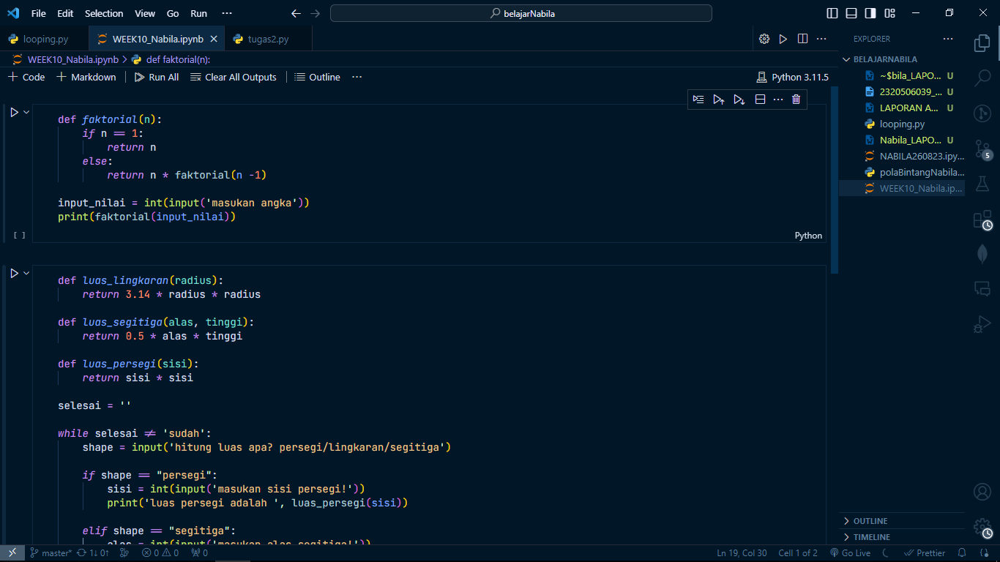 File Edit Selection View Go Run ··· belajarNabila
looping.py WEEK10_Nabila.ipynb tugas2.py
WEEK10_Nabila.ipynb > def faktorial(n):
+ Code + Markdown Run All Clear All Outputs Outline ··· Python 3.11.5
def faktorial(n):
if n == 1:
return n
else:
return n * faktorial(n -1)
input_nilai = int(input('masukan angka'))
print(faktorial(input_nilai))
[ ]
Python
def luas_lingkaran(radius):
return 3.14 * radius * radius
def luas_segitiga(alas, tinggi):
return 0.5 * alas * tinggi
def luas_persegi(sisi):
return sisi * sisi
selesai = ''
while selesai != 'sudah':
shape = input('hitung luas apa? persegi/lingkaran/segitiga')
if shape == "persegi":
sisi = int(input('masukan sisi persegi!'))
print('luas persegi adalah ', luas_persegi(sisi))
elif shape == "segitiga":
alas = int(input('masukan alas segitiga!'))
EXPLORER ···
BELAJARNABILA
~$bila_LAPO... U
2320506039_... U
LAPORAN A... U
looping.py
Nabila_LAPO... U
NABILA260823.ipy...
polaBintangNabila...
WEEK10_Nabila.ip...
OUTLINE
TIMELINE
5
master* 1↓ 0↑ 0 0 0 Ln 19, Col 30 Cell 1 of 2 Go Live Prettier